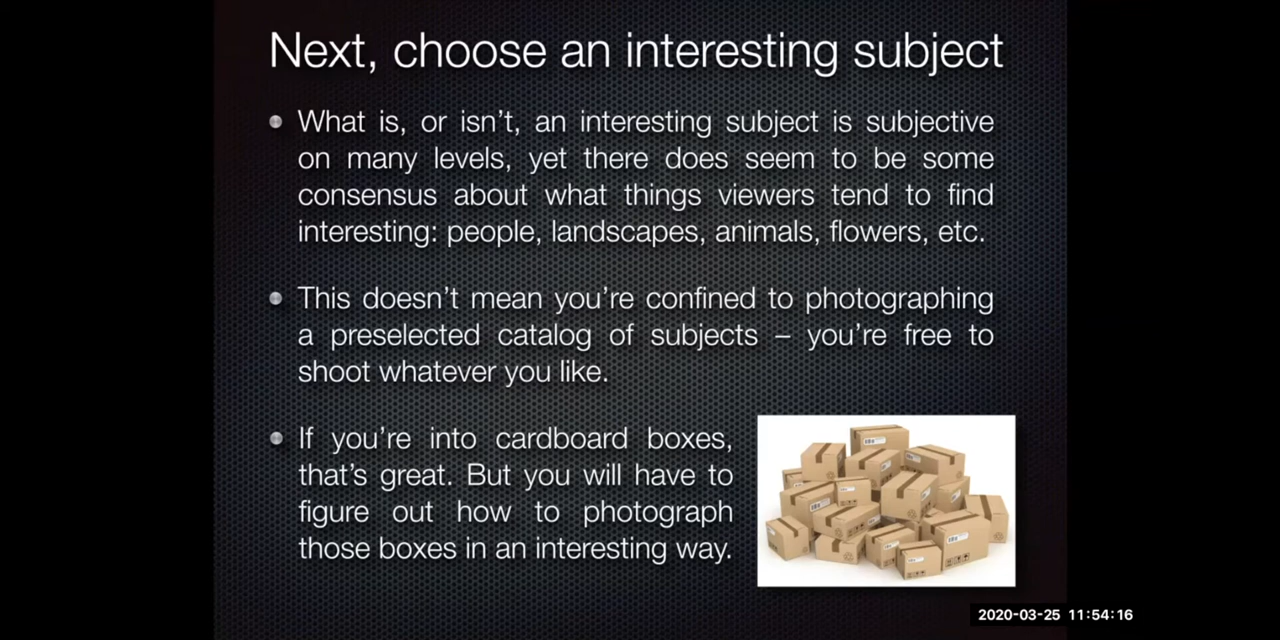 Next, choose an interesting subject
What is, or isn't, an interesting subject is subjective
on many levels, yet there does seem to be some
consensus about what things viewers tend to find
interesting: people, landscapes, animals, flowers, etc.
This doesn't mean you're confined to photographing
a preselected catalog of subjects – you're free to
shoot whatever you like.
If you're into cardboard boxes,
that's great. But you will have to
figure out how to photograph
those boxes in an interesting way.
2020-03-25 11:54:16